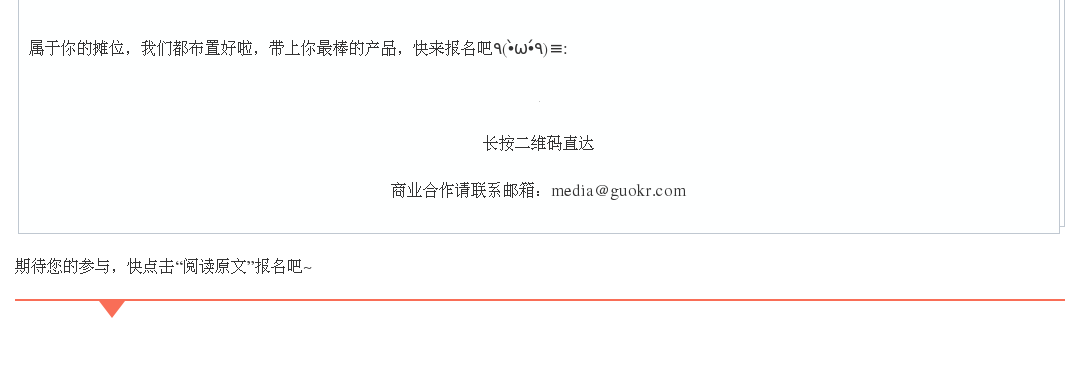 属于你的摊位，我们都布置好啦，带上你最棒的产品，快来报名吧٩(•̀ω•́٩)≡:
长按二维码直达
商业合作请联系邮箱：media@guokr.com
期待您的参与，快点击“阅读原文”报名吧~